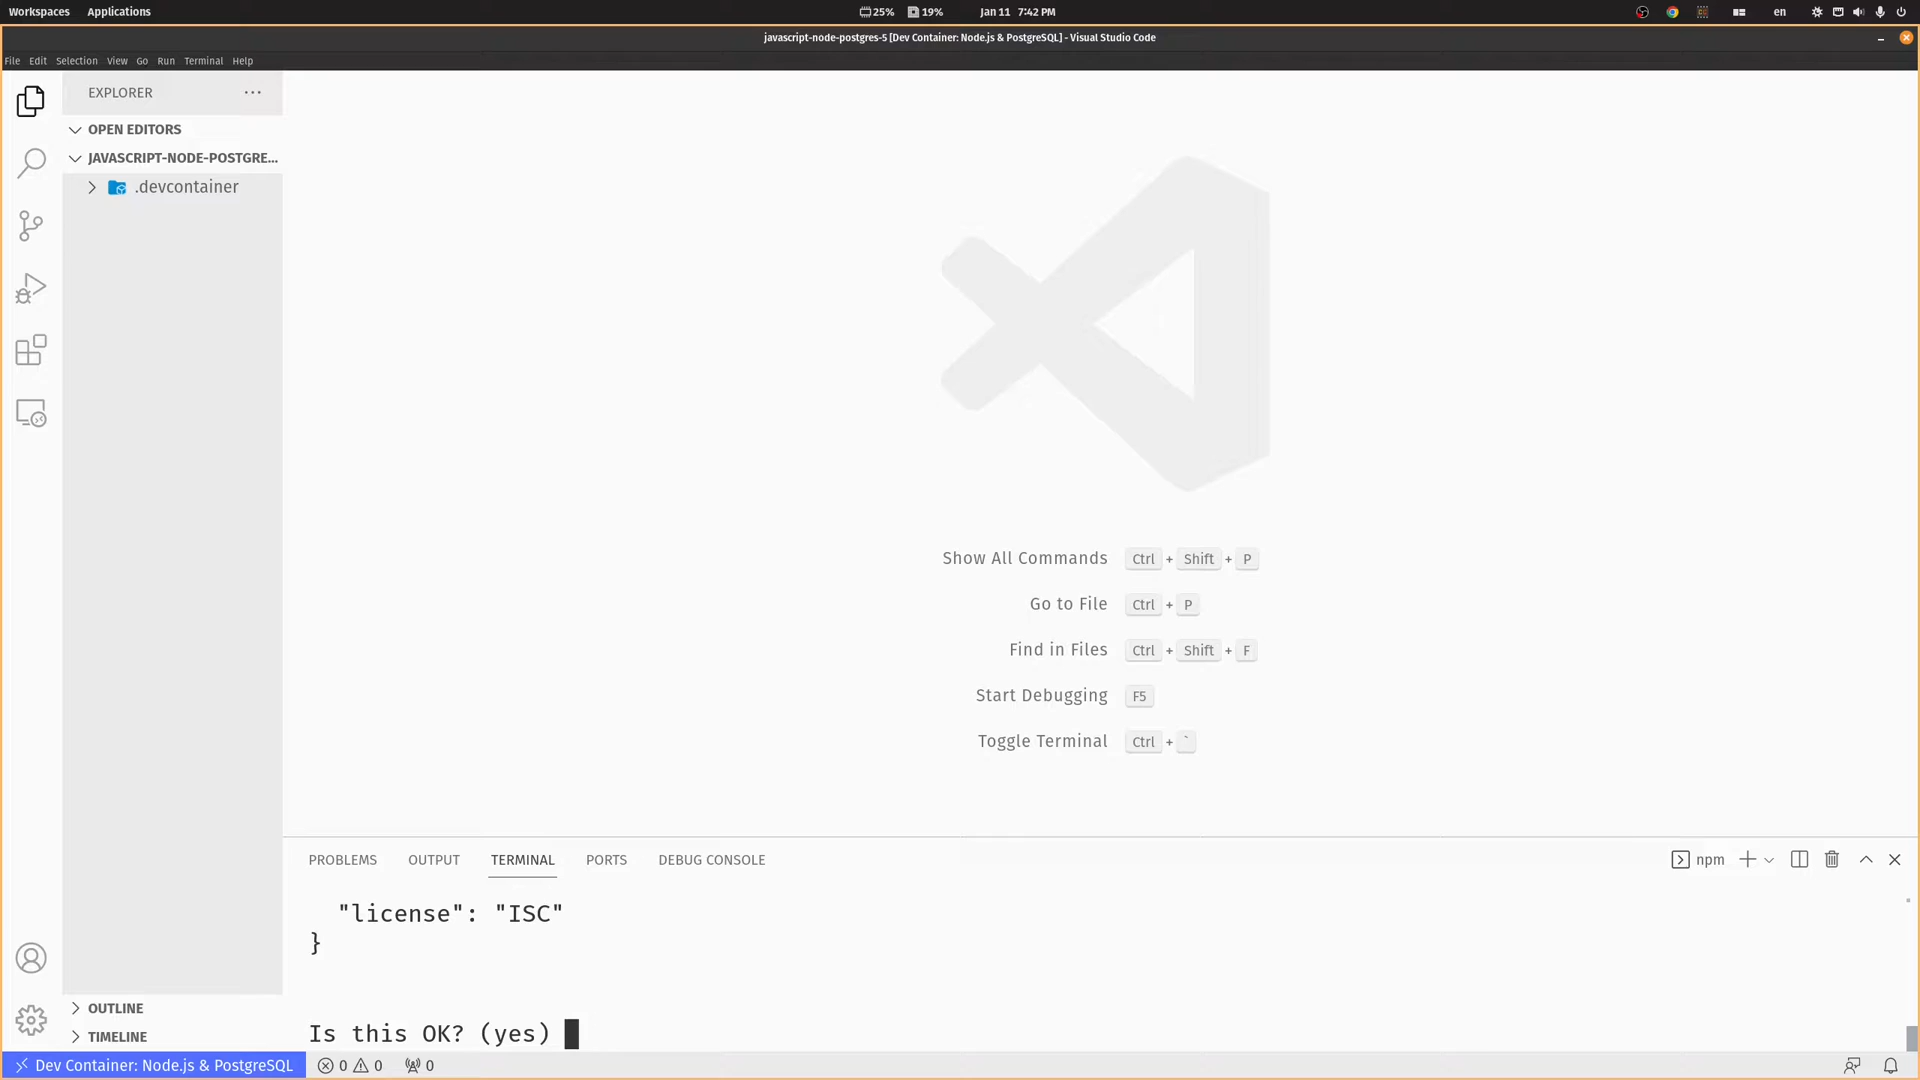 Workspaces Applications 25% 19% Jan 11 7:42 PM en
javascript-node-postgres-5 [Dev Container: Node.js & PostgreSQL] - Visual Studio Code
File Edit Selection View Go Run Terminal Help
EXPLORER ...
OPEN EDITORS
JAVASCRIPT-NODE-POSTGRE...
.devcontainer
Show All Commands Ctrl + Shift + P
Go to File Ctrl + P
Find in Files Ctrl + Shift + F
Start Debugging F5
Toggle Terminal Ctrl + `
PROBLEMS OUTPUT TERMINAL PORTS DEBUG CONSOLE npm
"license": "ISC"
}
Is this OK? (yes)
OUTLINE
TIMELINE
Dev Container: Node.js & PostgreSQL 0 0 0